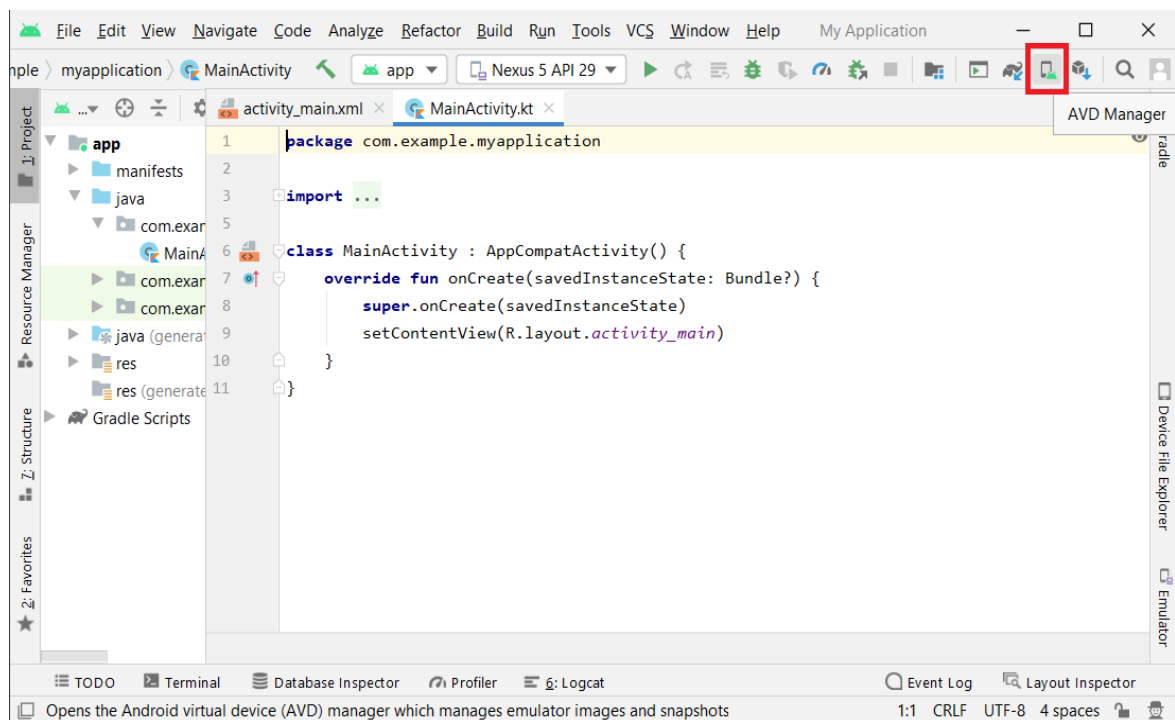 File Edit View Navigate Code Analyze Refactor Build Run Tools VCS Window Help My Application
nple myapplication MainActivity app Nexus 5 API 29
AVD Manager
1: Project
Resource Manager
Z: Structure
2: Favorites
...
app
manifests
java
com.exar
MainA
com.exar
com.exar
java (generat
res
res (generate
Gradle Scripts
activity_main.xml MainActivity.kt
1 package com.example.myapplication
2
3 import ...
5
6 class MainActivity : AppCompatActivity() {
7 override fun onCreate(savedInstanceState: Bundle?) {
8 super.onCreate(savedInstanceState)
9 setContentView(R.layout.activity_main)
10 }
11 }
radle
Device File Explorer
Emulator
TODO Terminal Database Inspector Profiler 6: Logcat Event Log Layout Inspector
Opens the Android virtual device (AVD) manager which manages emulator images and snapshots 1:1 CRLF UTF-8 4 spaces